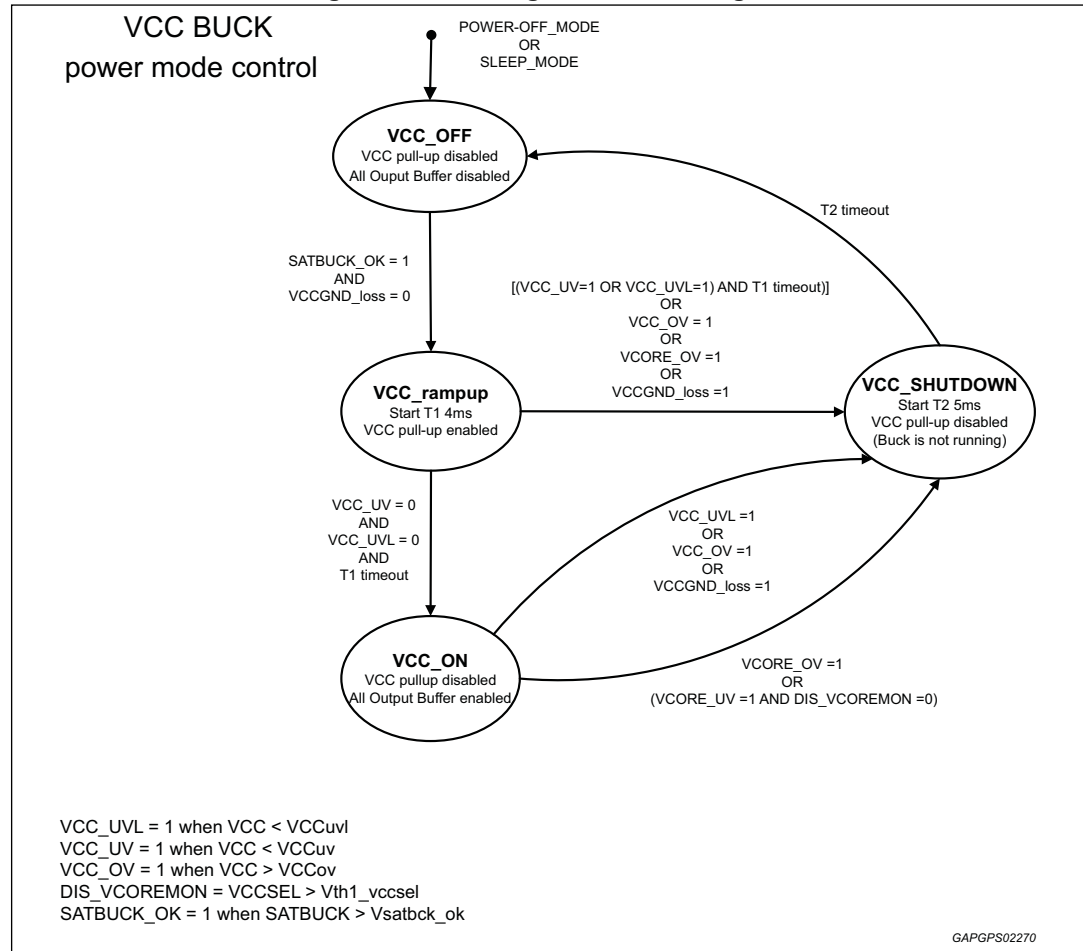 VCC BUCK
power mode control
POWER-OFF_MODE
OR
SLEEP_MODE
VCC_OFF
VCC pull-up disabled
All Ouput Buffer disabled
T2 timeout
SATBUCK_OK = 1
AND
VCCGND_loss = 0
[(VCC_UV=1 OR VCC_UVL=1) AND T1 timeout)]
OR
VCC_OV = 1
OR
VCORE_OV =1
OR
VCCGND_loss =1
VCC_rampup
Start T1 4ms
VCC pull-up enabled
VCC_SHUTDOWN
Start T2 5ms
VCC pull-up disabled
(Buck is not running)
VCC_UV = 0
AND
VCC_UVL = 0
AND
T1 timeout
VCC_UVL =1
OR
VCC_OV =1
OR
VCCGND_loss =1
VCC_ON
VCC pullup disabled
All Output Buffer enabled
VCORE_OV =1
OR
(VCORE_UV =1 AND DIS_VCOREMON =0)
VCC_UVL = 1 when VCC < VCCuvl
VCC_UV = 1 when VCC < VCCuv
VCC_OV = 1 when VCC > VCCov
DIS_VCOREMON = VCCSEL > Vth1_vccsel
SATBUCK_OK = 1 when SATBUCK > Vsatbck_ok
GAPGPS02270